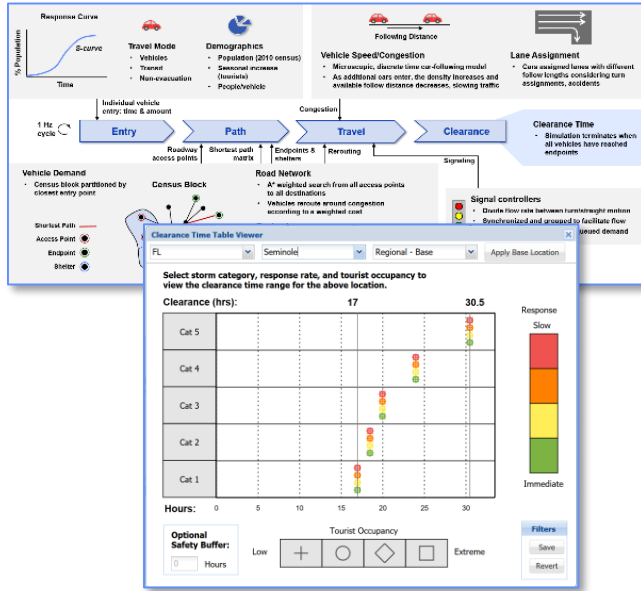 Response Curve
% Population
S-curve
Time
Travel Mode
• Vehicles
• Transit
• Non-evacuation
Demographics
• Population (2010 census)
• Seasonal increase
(tourists)
• People/vehicle
Following Distance
Vehicle Speed/Congestion
• Microscopic, discrete time car-following model
• As additional cars enter, the density increases and
available follow distance decreases, slowing traffic
Lane Assignment
• Cars assigned lanes with different
follow lengths considering turn
assignments, accidents
Individual vehicle
entry: time & amount
Congestion
1 Hz
cycle
Entry
Path
Travel
Clearance
Clearance Time
• Simulation terminates when
all vehicles have reached
endpoints
Roadway
access points
Shortest path
matrix
Endpoints &
shelters
Rerouting
Signaling
Vehicle Demand
• Census block partitioned by
closest entry point
Census Block
Shortest Path
Access Point
Endpoint
Shelter
Road Network
• A* weighted search from all access points
to all destinations
• Vehicles reroute around congestion
according to a weighted cost
Signal controllers
• Divide flow rate between turn/straight motion
• Synchronized and grouped to facilitate flow
queued demand
Clearance Time Table Viewer
FL
Seminole
Regional - Base
Apply Base Location
Select storm category, response rate, and tourist occupancy to
view the clearance time range for the above location.
Clearance (hrs): 17 30.5
Cat 5
Cat 4
Cat 3
Cat 2
Cat 1
Hours: 0 5 10 15 20 25 30
Response
Slow
Immediate
Optional
Safety Buffer:
0 Hours
Tourist Occupancy
Low
Extreme
Filters
Save
Revert